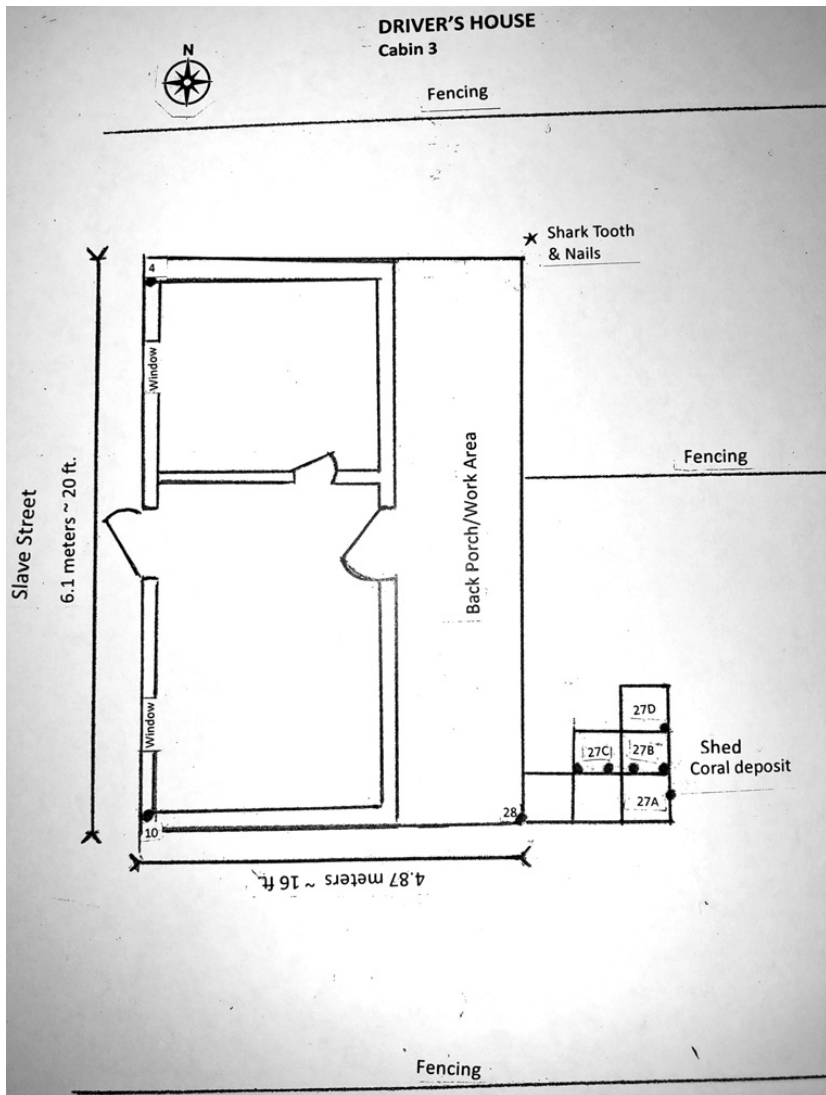 DRIVER'S HOUSE
Cabin 3
N
Fencing
Shark Tooth
& Nails
4
Window
Slave Street
6.1 meters ~ 20 ft.
Back Porch/Work Area
Fencing
Window
27D
27C
27B
27A
Shed
Coral deposit
10
28
4.87 meters ~ 16 ft.
Fencing